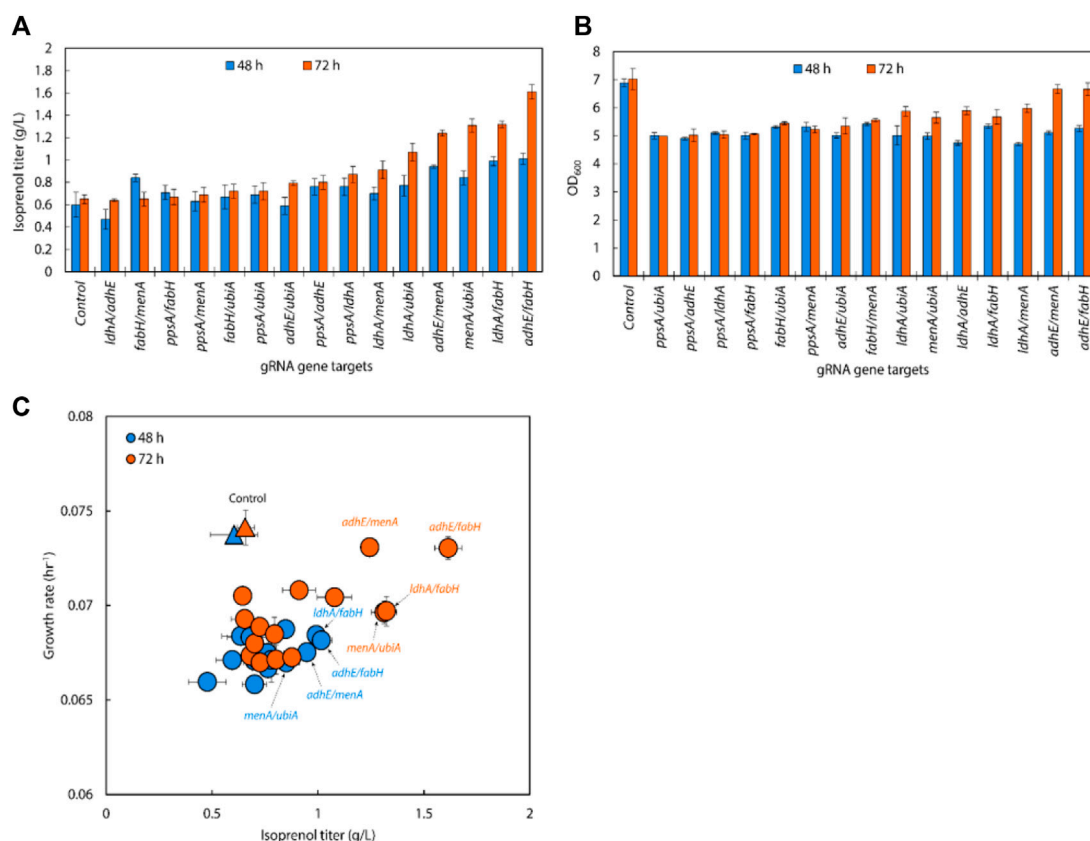 A
2
1.8
1.6
1.4
1.2
1
0.8
0.6
0.4
0.2
0
Isoprenol titer (g/L)
48 h
72 h
Control
ldhA/adhE
fabH/menA
ppsA/fabH
ppsA/menA
fabH/ubiA
ppsA/ubiA
adhE/ubiA
ppsA/adhE
ppsA/ldhA
ldhA/menA
ldhA/ubiA
adhE/menA
menA/ubiA
ldhA/fabH
adhE/fabH
gRNA gene targets
B
8
7
6
5
4
3
2
1
0
OD600
48 h
72 h
Control
ppsA/ubiA
ppsA/adhE
ppsA/ldhA
ppsA/fabH
fabH/ubiA
ppsA/menA
adhE/ubiA
fabH/menA
ldhA/ubiA
menA/ubiA
ldhA/adhE
ldhA/fabH
ldhA/menA
adhE/menA
adhE/fabH
gRNA gene targets
C
0.08
0.075
0.07
0.065
0.06
Growth rate (hr-1)
48 h
72 h
Control
adhE/menA
adhE/fabH
ldhA/fabH
ldhA/fabH
menA/ubiA
adhE/fabH
adhE/menA
menA/ubiA
0
0.5
1
1.5
2
Isoprenol titer (g/L)